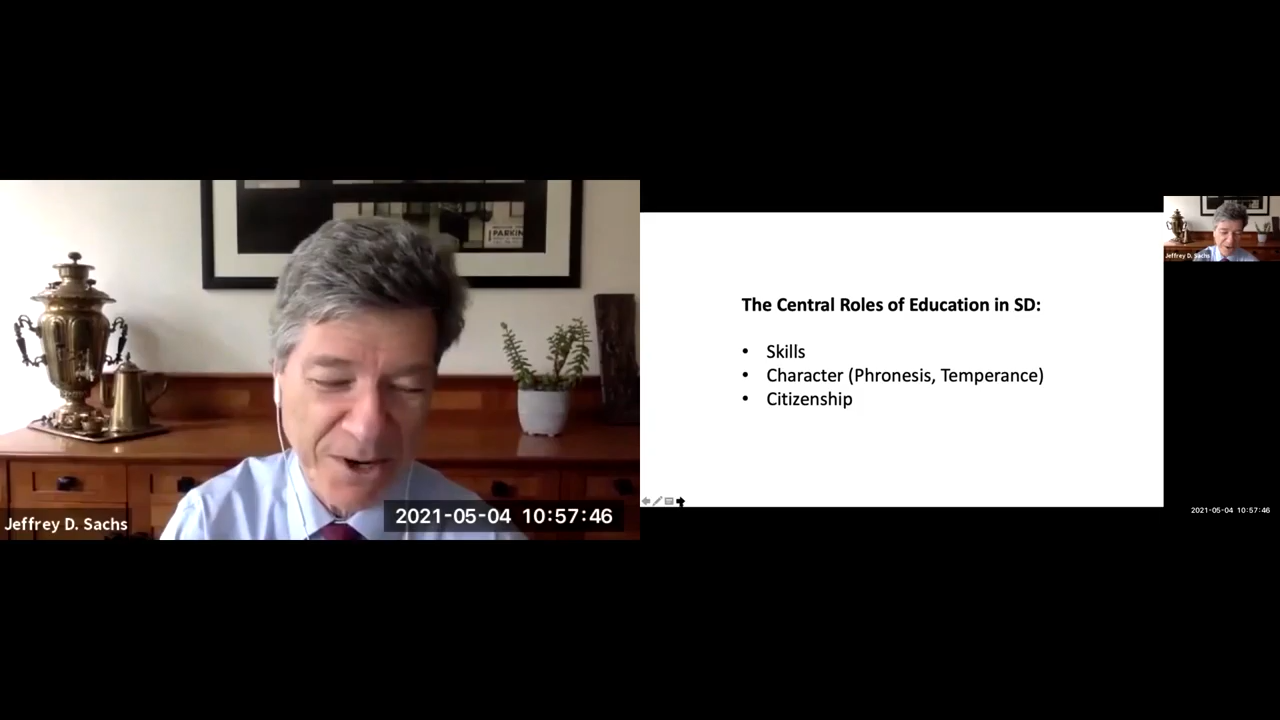 PARKIN
Jeffrey D. Sachs
2021-05-04 10:57:46
The Central Roles of Education in SD:
• Skills
• Character (Phronesis, Temperance)
• Citizenship
Jeffrey D. Sachs
2021-05-04 10:57:46